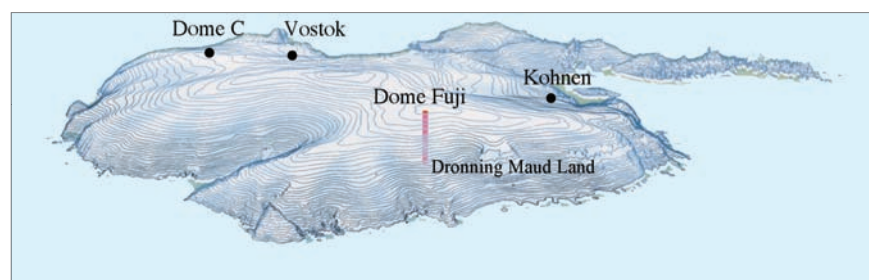 Dome C
Vostok
Kohnen
Dome Fuji
Dronning Maud Land